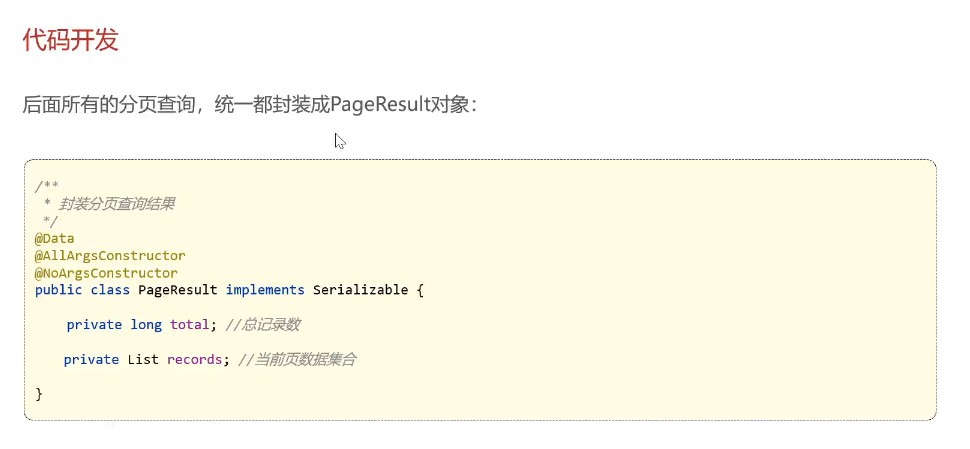 代码开发
后面所有的分页查询，统一都封装成PageResult对象：
/**
 * 封装分页查询结果
 */
@Data
@AllArgsConstructor
@NoArgsConstructor
public class PageResult implements Serializable {
    private long total; //总记录数
    private List records; //当前页数据集合
}